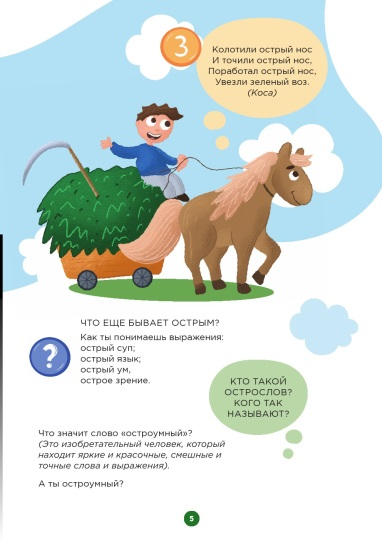 3
Колотили острый нос
И точили острый нос,
Поработал острый нос,
Увезли зеленый воз.
(Коса)
ЧТО ЕЩЕ БЫВАЕТ ОСТРЫМ?
?
Как ты понимаешь выражения:
острый суп;
острый язык;
острый ум,
острое зрение.
КТО ТАКОЙ
ОСТРОСЛОВ?
КОГО ТАК
НАЗЫВАЮТ?
Что значит слово «остроумный»?
(Это изобретательный человек, который
находит яркие и красочные, смешные и
точные слова и выражения).
А ты остроумный?
5